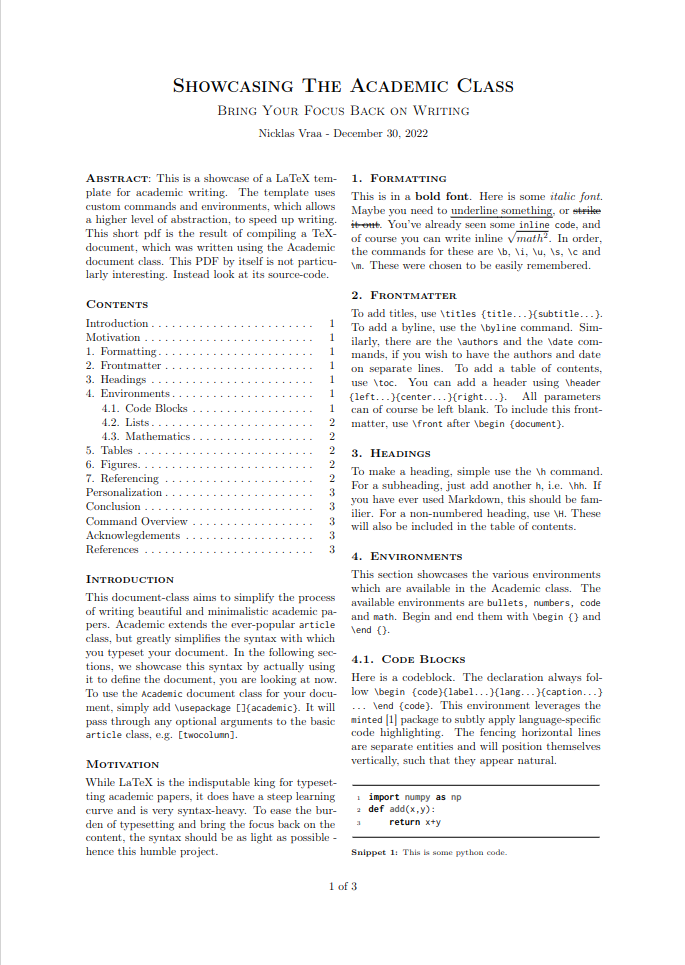 Showcasing The Academic Class
Bring Your Focus Back on Writing
Nicklas Vraa - December 30, 2022
Abstract: This is a showcase of a LaTeX tem-
plate for academic writing. The template uses
custom commands and environments, which allows
a higher level of abstraction, to speed up writing.
This short pdf is the result of compiling a TeX-
document, which was written using the Academic
document class. This PDF by itself is not particu-
larly interesting. Instead look at its source-code.
Contents
Introduction . . . . . . . . . . . . . . . . . . . . . . . . 1
Motivation . . . . . . . . . . . . . . . . . . . . . . . . . 1
1. Formatting . . . . . . . . . . . . . . . . . . . . . . . 1
2. Frontmatter . . . . . . . . . . . . . . . . . . . . . . 1
3. Headings . . . . . . . . . . . . . . . . . . . . . . . . 1
4. Environments . . . . . . . . . . . . . . . . . . . . . 1
4.1. Code Blocks . . . . . . . . . . . . . . . . . . 1
4.2. Lists . . . . . . . . . . . . . . . . . . . . . . . 2
4.3. Mathematics . . . . . . . . . . . . . . . . . . 2
5. Tables . . . . . . . . . . . . . . . . . . . . . . . . . . 2
6. Figures. . . . . . . . . . . . . . . . . . . . . . . . . . 2
7. Referencing . . . . . . . . . . . . . . . . . . . . . . 2
Personalization . . . . . . . . . . . . . . . . . . . . . . 3
Conclusion . . . . . . . . . . . . . . . . . . . . . . . . . 3
Command Overview . . . . . . . . . . . . . . . . . . 3
Acknowlegdements . . . . . . . . . . . . . . . . . . . 3
References . . . . . . . . . . . . . . . . . . . . . . . . . 3
Introduction
This document-class aims to simplify the process
of writing beautiful and minimalistic academic pa-
pers. Academic extends the ever-popular article
class, but greatly simplifies the syntax with which
you typeset your document. In the following sec-
tions, we showcase this syntax by actually using
it to define the document, you are looking at now.
To use the Academic document class for your docu-
ment, simply add \usepackage []{academic}. It will
pass through any optional arguments to the basic
article class, e.g. [twocolumn].
Motivation
While LaTeX is the indisputable king for typeset-
ting academic papers, it does have a steep learning
curve and is very syntax-heavy. To ease the bur-
den of typesetting and bring the focus back on the
content, the syntax should be as light as possible -
hence this humble project.
1. Formatting
This is in a bold font. Here is some italic font.
Maybe you need to underline something, or strike
it out. You've already seen some inline code, and
of course you can write inline √math². In order,
the commands for these are \b, \i, \u, \s, \c and
\m. These were chosen to be easily remembered.
2. Frontmatter
To add titles, use \titles {title...}{subtitle...}.
To add a byline, use the \byline command. Sim-
ilarly, there are the \authors and the \date com-
mands, if you wish to have the authors and date
on separate lines. To add a table of contents,
use \toc. You can add a header using \header
{left...}{center...}{right...}. All parameters
can of course be left blank. To include this front-
matter, use \front after \begin {document}.
3. Headings
To make a heading, simple use the \h command.
For a subheading, just add another h, i.e. \hh. If
you have ever used Markdown, this should be fam-
ilier. For a non-numbered heading, use \H. These
will also be included in the table of contents.
4. Environments
This section showcases the various environments
which are available in the Academic class. The
available environments are bullets, numbers, code
and math. Begin and end them with \begin {} and
\end {}.
4.1. Code Blocks
Here is a codeblock. The declaration always fol-
low \begin {code}{label...}{lang...}{caption...}
... \end {code}. This environment leverages the
minted [1] package to subtly apply language-specific
code highlighting. The fencing horizontal lines
are separate entities and will position themselves
vertically, such that they appear natural.
1 import numpy as np
2 def add(x,y):
3 return x+y
Snippet 1: This is some python code.
1 of 3